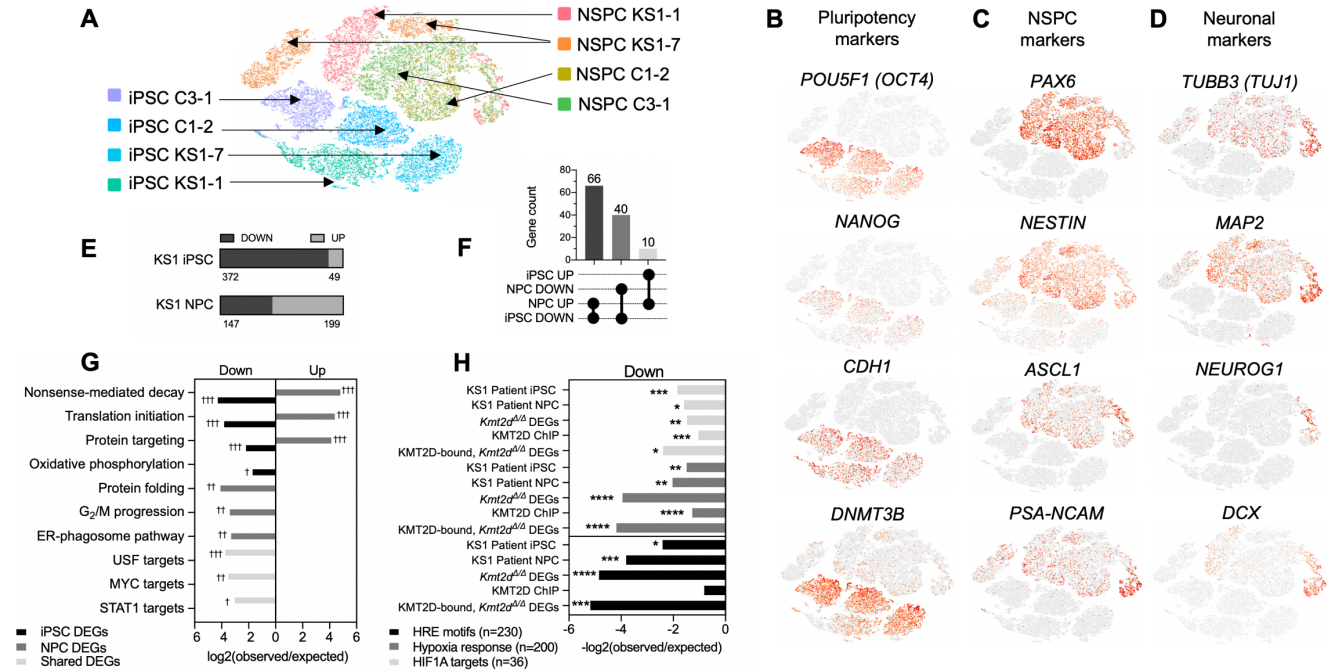 A
NSPC KS1-1
NSPC KS1-7
NSPC C1-2
NSPC C3-1
iPSC C3-1
iPSC C1-2
iPSC KS1-7
iPSC KS1-1
B
Pluripotency
markers
POU5F1 (OCT4)
NANOG
CDH1
DNMT3B
C
NSPC
markers
PAX6
NESTIN
ASCL1
PSA-NCAM
D
Neuronal
markers
TUBB3 (TUJ1)
MAP2
NEUROG1
DCX
E
DOWN UP
KS1 iPSC
372 49
KS1 NPC
147 199
F
Gene count
80
60
40
20
0
66
40
10
iPSC UP
NPC DOWN
NPC UP
iPSC DOWN
G
Down Up
Nonsense-mediated decay
†††
†††
Translation initiation
†††
†††
Protein targeting
†††
†††
Oxidative phosphorylation
†
Protein folding
††
G2/M progression
††
ER-phagosome pathway
††
USF targets
†††
MYC targets
††
STAT1 targets
†
6 4 2 0 2 4 6
log2(observed/expected)
iPSC DEGs
NPC DEGs
Shared DEGs
H
Down
KS1 Patient iPSC ***
KS1 Patient NPC *
Kmt2dΔ/Δ DEGs **
KMT2D ChIP ***
KMT2D-bound, Kmt2dΔ/Δ DEGs *
KS1 Patient iPSC **
KS1 Patient NPC **
Kmt2dΔ/Δ DEGs ****
KMT2D ChIP ****
KMT2D-bound, Kmt2dΔ/Δ DEGs ****
KS1 Patient iPSC *
KS1 Patient NPC ***
Kmt2dΔ/Δ DEGs ****
KMT2D ChIP
KMT2D-bound, Kmt2dΔ/Δ DEGs ***
-6 -4 -2 0
-log2(observed/expected)
HRE motifs (n=230)
Hypoxia response (n=200)
HIF1A targets (n=36)